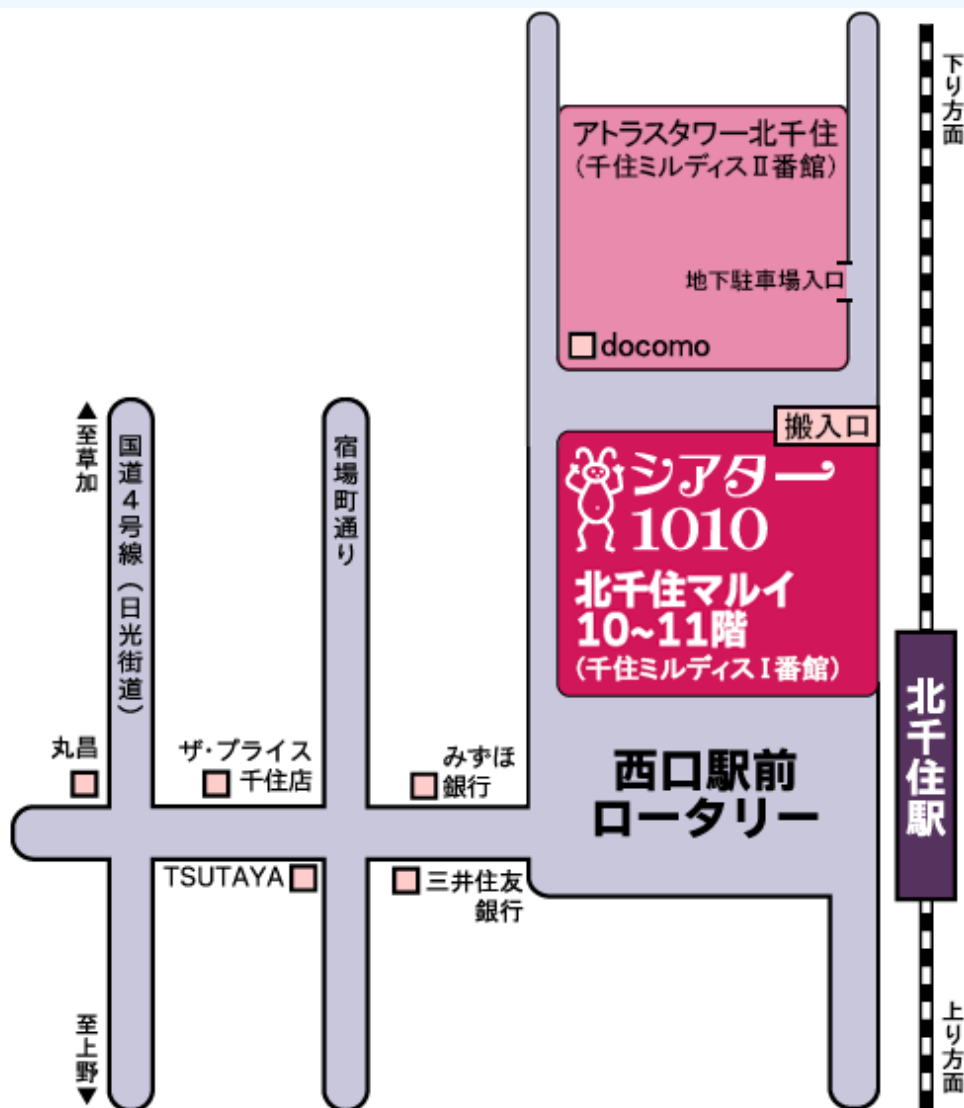 下り方面
アトラスタワー北千住
(千住ミルディスⅡ番館)
地下駐車場入口
docomo
搬入口
シアター
1010
北千住マルイ
10~11階
(千住ミルディスⅠ番館)
▲至草加
国道4号線(日光街道)
宿場町通り
北千住駅
西口駅前
ロータリー
丸昌
ザ・プライス
千住店
みずほ
銀行
TSUTAYA
三井住友
銀行
至上野▼
上り方面